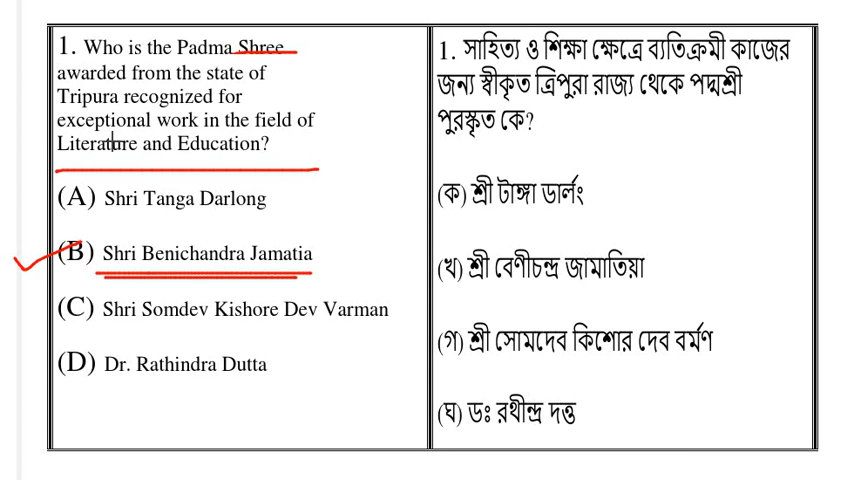 1. Who is the Padma Shree
awarded from the state of
Tripura recognized for
exceptional work in the field of
Literature and Education?
(A) Shri Tanga Darlong
(B) Shri Benichandra Jamatia
(C) Shri Somdev Kishore Dev Varman
(D) Dr. Rathindra Dutta
1. সাহিত্য ও শিক্ষা ক্ষেত্রে ব্যতিক্রমী কাজের
জন্য স্বীকৃত ত্রিপুরা রাজ্য থেকে পদ্মশ্রী
পুরস্কৃত কে?
(ক) শ্রী টাঙ্গা ডার্লং
(খ) শ্রী বেণীচন্দ্র জামাতিয়া
(গ) শ্রী সোমদেব কিশোর দেব বর্মণ
(ঘ) ডঃ রথীন্দ্র দত্ত